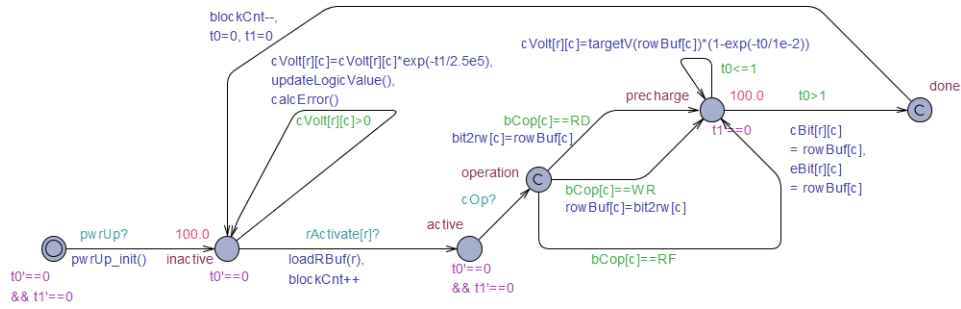 blockCnt--,
t0=0, t1=0
cVolt[r][c]=cVolt[r][c]*exp(-t1/2.5e5),
updateLogicValue(),
calcError()
cVolt[r][c]>0
cVolt[r][c]=targetV(rowBuf[c])*(1-exp(-t0/1e-2))
t0<=1
precharge
100.0
t0>1
done
t1'==0
C
cBit[r][c]
= rowBuf[c],
eBit[r][c]
= rowBuf[c]
bCop[c]==RD
bit2rw[c]=rowBuf[c]
operation
C
bCop[c]==WR
rowBuf[c]=bit2rw[c]
cOp?
active
bCop[c]==RF
pwrUp?
100.0
rActivate[r]?
pwrUp_init()
inactive
loadRBuf(r),
blockCnt++
t0'==0
&& t1'==0
t0'==0
t0'==0
&& t1'==0